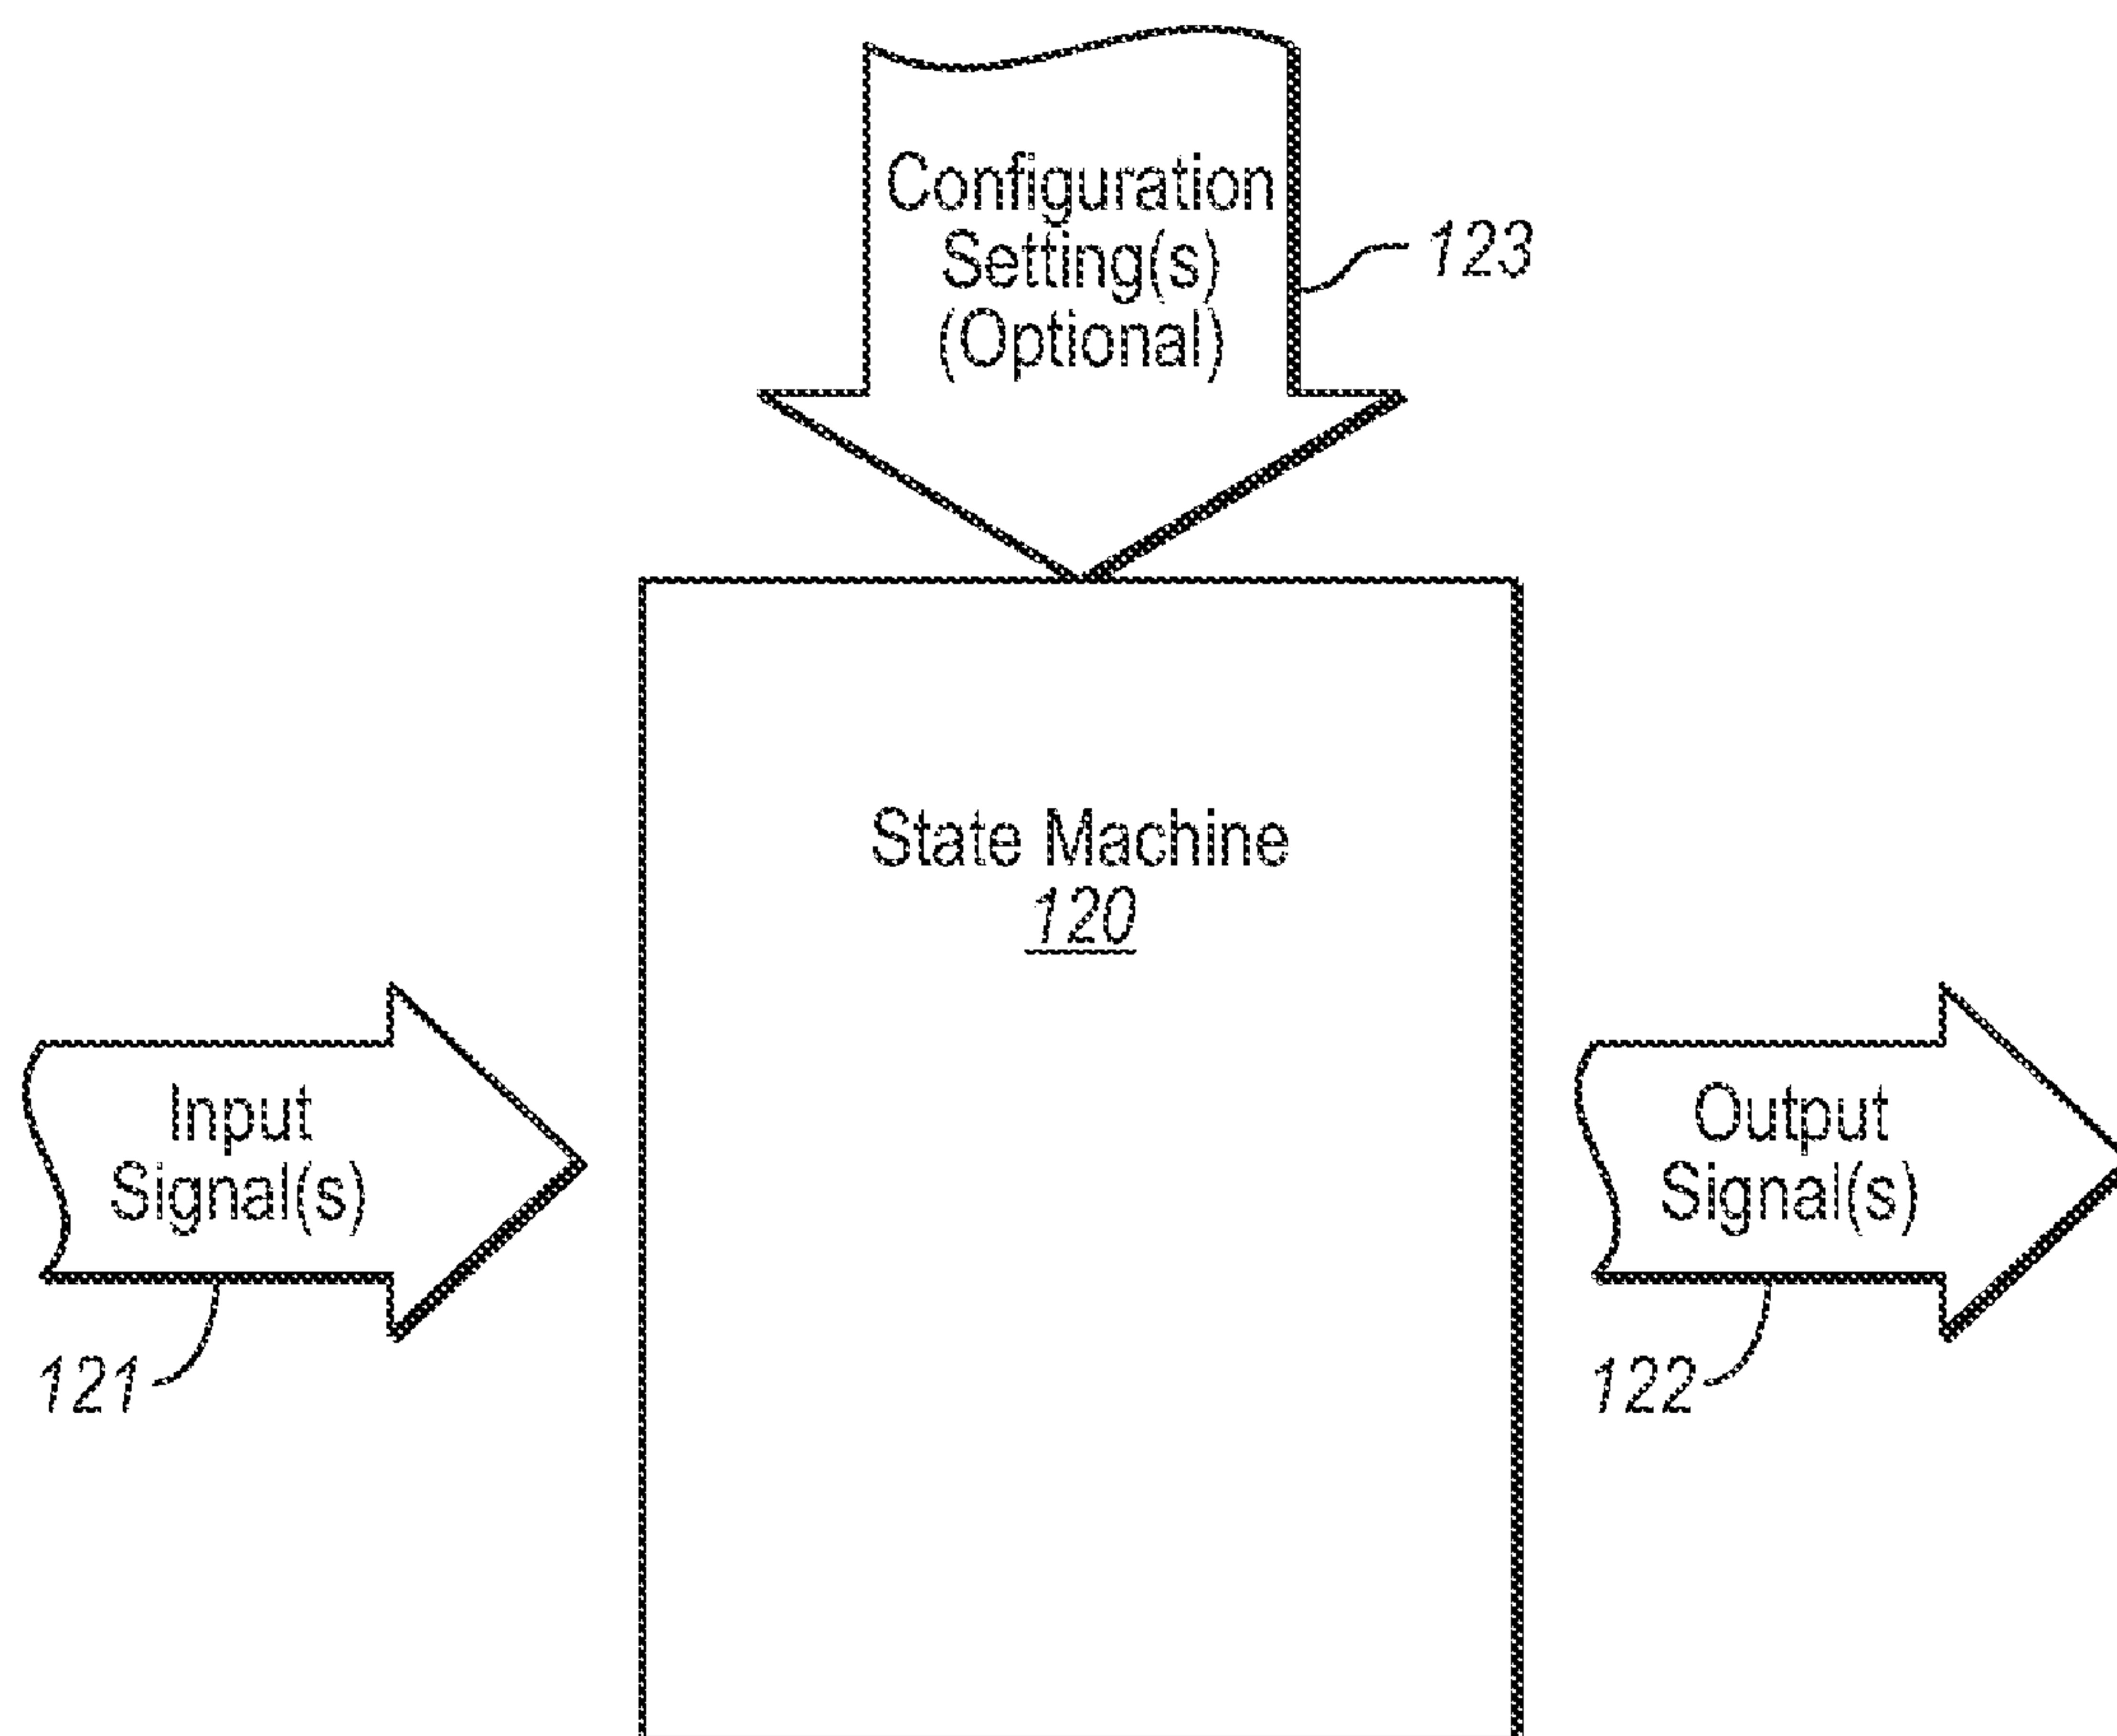 Configuration
Setting(s)
(Optional)
123
State Machine
120
Input
Signal(s)
121
Output
Signal(s)
122